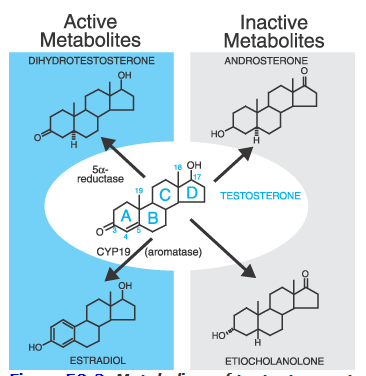 Active
Metabolites
Inactive
Metabolites
DIHYDROTESTOSTERONE
ANDROSTERONE
OH
O
H
O
HO
H
5α-
reductase
19
18
OH
17
TESTOSTERONE
A
B
C
D
O
3
4
5
CYP19
(aromatase)
OH
HO
ESTRADIOL
O
HO
H
ETIOCHOLANOLONE